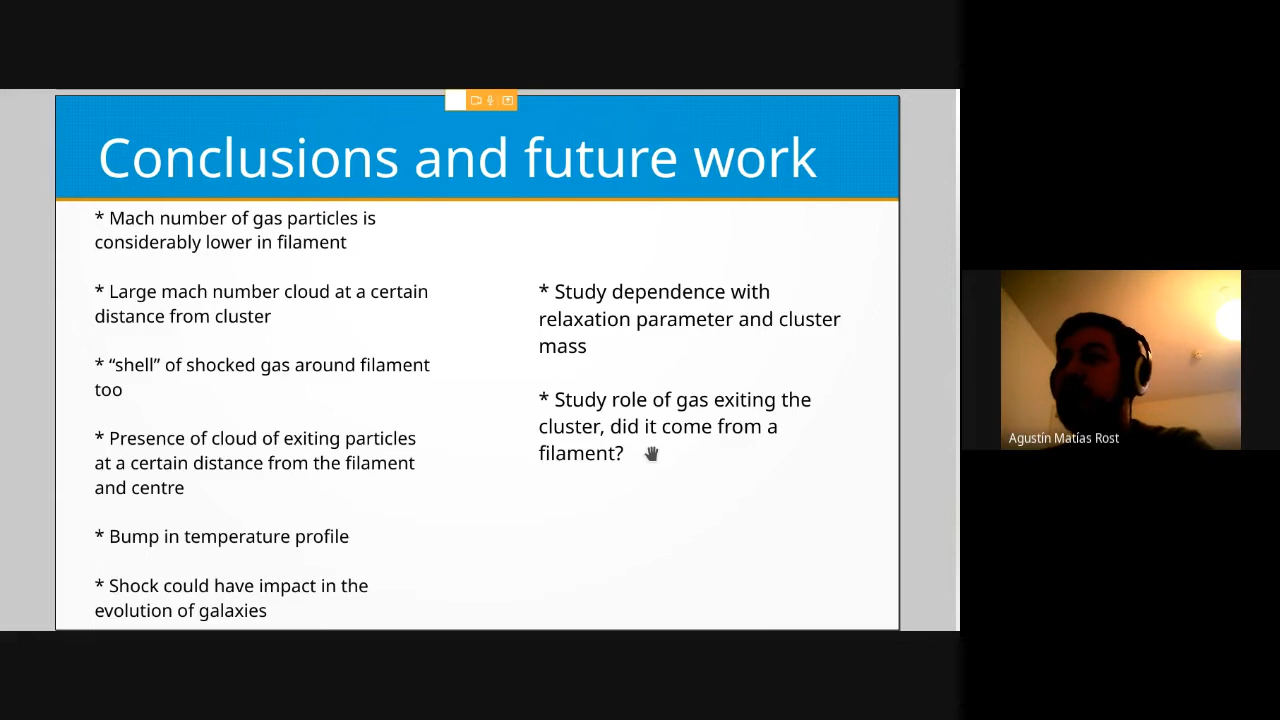 Conclusions and future work
* Mach number of gas particles is
considerably lower in filament
* Large mach number cloud at a certain
distance from cluster
* “shell” of shocked gas around filament
too
* Presence of cloud of exiting particles
at a certain distance from the filament
and centre
* Bump in temperature profile
* Shock could have impact in the
evolution of galaxies
* Study dependence with
relaxation parameter and cluster
mass
* Study role of gas exiting the
cluster, did it come from a
filament?
Agustín Matías Rost